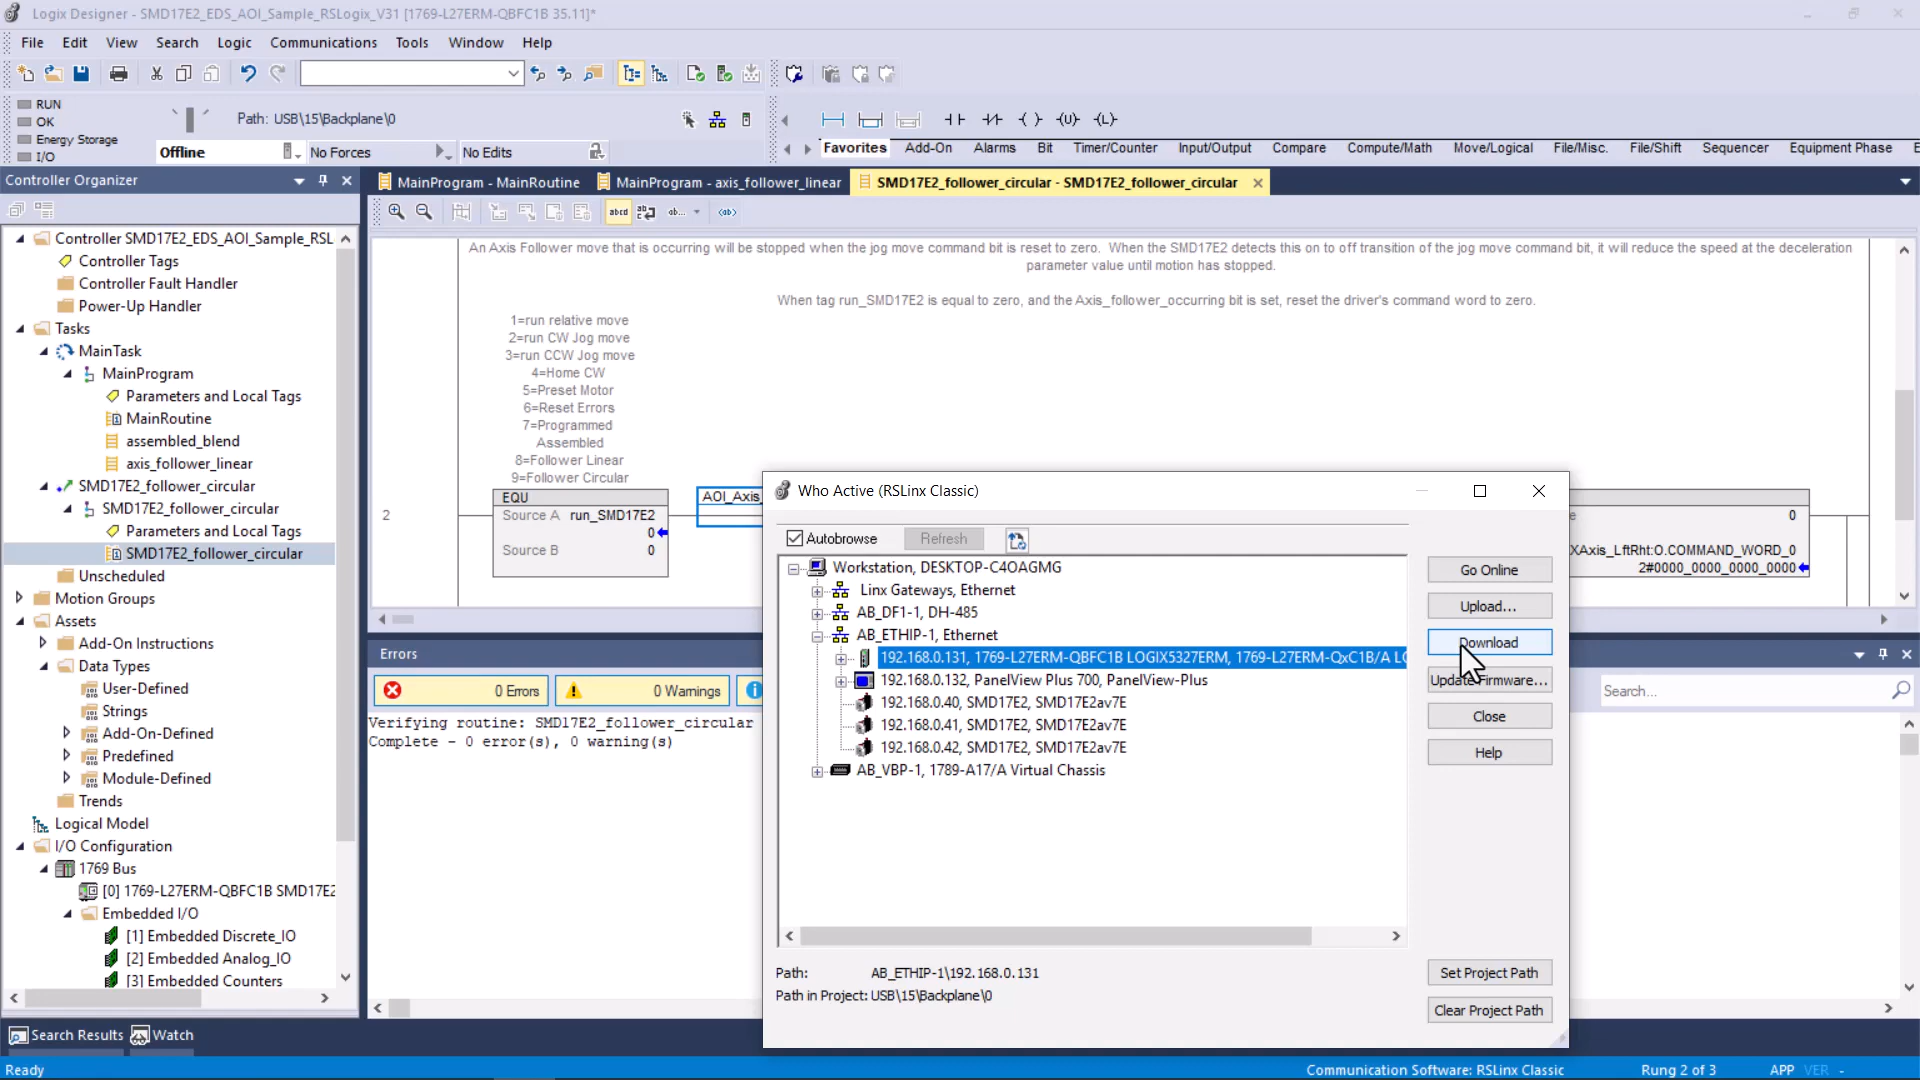 Logix Designer - SMD17E2_EDS_AOI_Sample_RSLogix_V31 [1769-L27ERM-QBFC1B 35.11]*
File Edit View Search Logic Communications Tools Window Help
RUN
OK
Energy Storage
I/O
Path: USB\15\Backplane\0
Offline
No Forces
No Edits
Favorites Add-On Alarms Bit Timer/Counter Input/Output Compare Compute/Math Move/Logical File/Misc. File/Shift Sequencer Equipment Phase
Controller Organizer
MainProgram - MainRoutine
MainProgram - axis_follower_linear
SMD17E2_follower_circular - SMD17E2_follower_circular
Controller SMD17E2_EDS_AOI_Sample_RSL
Controller Tags
Controller Fault Handler
Power-Up Handler
Tasks
MainTask
MainProgram
Parameters and Local Tags
MainRoutine
assembled_blend
axis_follower_linear
SMD17E2_follower_circular
SMD17E2_follower_circular
Parameters and Local Tags
SMD17E2_follower_circular
Unscheduled
Motion Groups
Assets
Add-On Instructions
Data Types
User-Defined
Strings
Add-On-Defined
Predefined
Module-Defined
Trends
Logical Model
I/O Configuration
1769 Bus
[0] 1769-L27ERM-QBFC1B SMD17E2
Embedded I/O
[1] Embedded Discrete_IO
[2] Embedded Analog_IO
[3] Embedded Counters
An Axis Follower move that is occurring will be stopped when the jog move command bit is reset to zero. When the SMD17E2 detects this on to off transition of the jog move command bit, it will reduce the speed at the deceleration
parameter value until motion has stopped.
When tag run_SMD17E2 is equal to zero, and the Axis_follower_occurring bit is set, reset the driver's command word to zero.
1=run relative move
2=run CW Jog move
3=run CCW Jog move
4=Home CW
5=Preset Motor
6=Reset Errors
7=Programmed
Assembled
8=Follower Linear
9=Follower Circular
2
EQU
Source A run_SMD17E2
0
Source B 0
AOI_Axis_
e 0
XAxis_LftRht:O.COMMAND_WORD_0
2#0000_0000_0000_0000
Errors
0 Errors
0 Warnings
Search...
Verifying routine: SMD17E2_follower_circular
Complete - 0 error(s), 0 warning(s)
Who Active (RSLinx Classic)
Autobrowse
Refresh
Workstation, DESKTOP-C4OAGMG
Linx Gateways, Ethernet
AB_DF1-1, DH-485
AB_ETHIP-1, Ethernet
192.168.0.131, 1769-L27ERM-QBFC1B LOGIX5327ERM, 1769-L27ERM-QxC1B/A LO
192.168.0.132, PanelView Plus 700, PanelView-Plus
192.168.0.40, SMD17E2, SMD17E2av7E
192.168.0.41, SMD17E2, SMD17E2av7E
192.168.0.42, SMD17E2, SMD17E2av7E
AB_VBP-1, 1789-A17/A Virtual Chassis
Go Online
Upload...
Download
Update Firmware...
Close
Help
Path: AB_ETHIP-1\192.168.0.131
Path in Project: USB\15\Backplane\0
Set Project Path
Clear Project Path
Search Results
Watch
Ready
Communication Software: RSLinx Classic
Rung 2 of 3
APP VER -